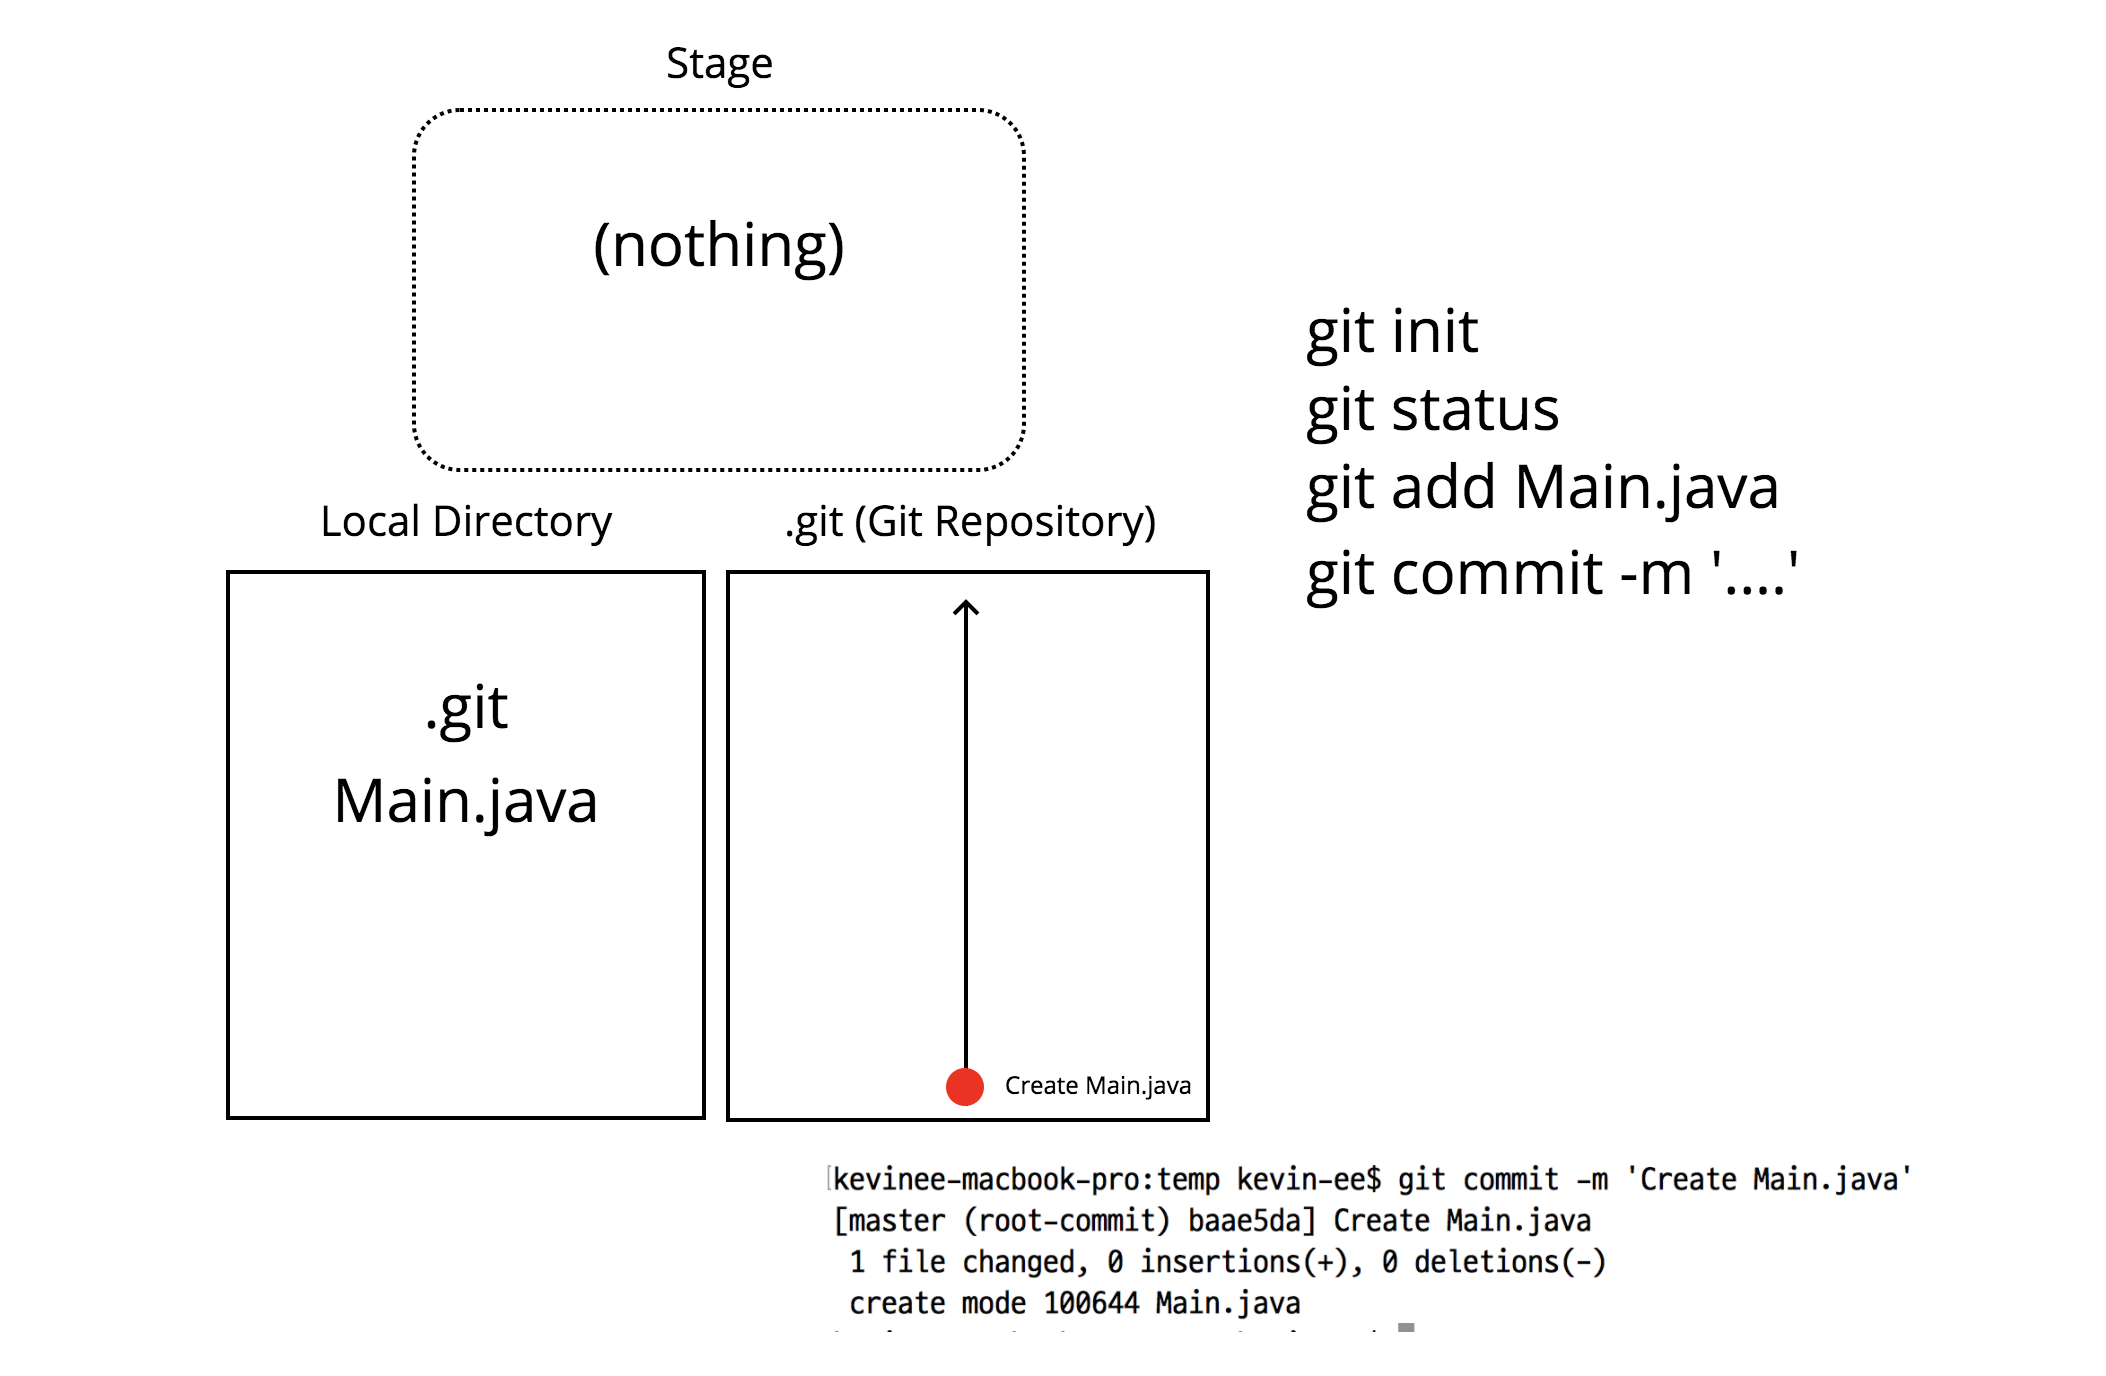 Stage
(nothing)
git init
git status
git add Main.java
git commit -m '....'
Local Directory
.git (Git Repository)
.git
Main.java
Create Main.java
kevinee-macbook-pro:temp kevin-ee$ git commit -m 'Create Main.java'
[master (root-commit) baae5da] Create Main.java
1 file changed, 0 insertions(+), 0 deletions(-)
create mode 100644 Main.java